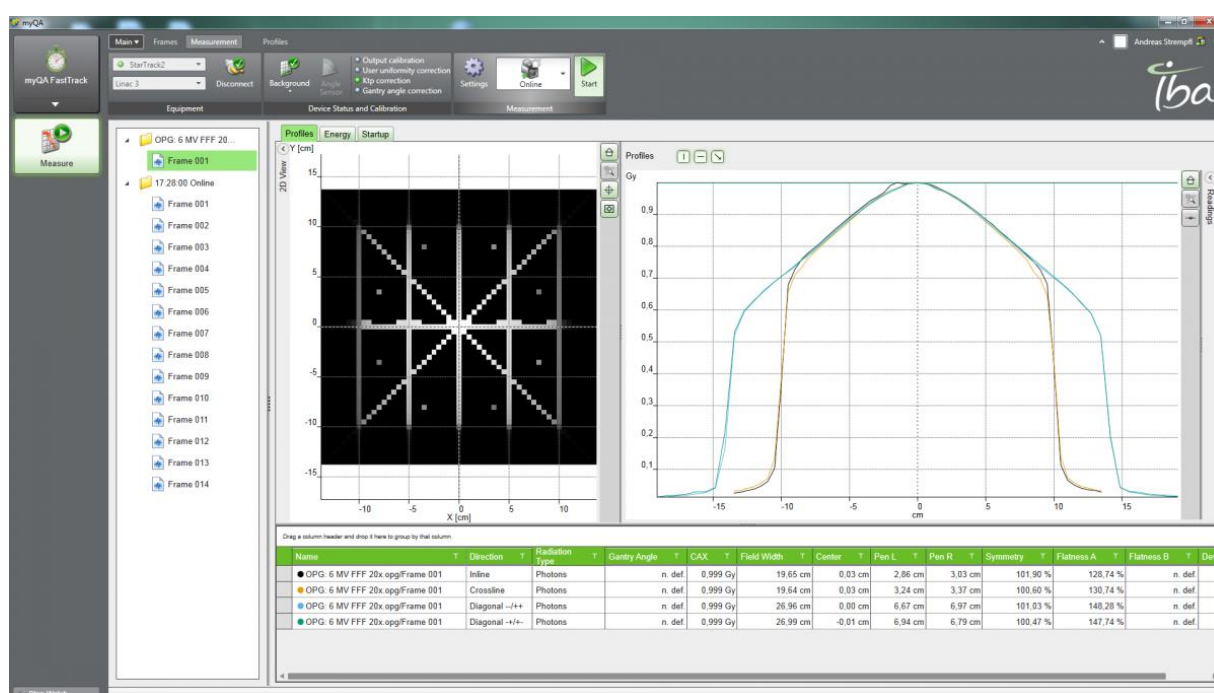 myQA
Andreas Strempfl
Main Frames Measurement Profiles
myQA FastTrack
StarTrack2
Linac 3
Disconnect
Equipment
Background
Angle Sensor
Output calibration
User uniformity correction
Ktp correction
Gantry angle correction
Device Status and Calibration
Settings
Online
Start
Measurement
iba
Measure
OPG: 6 MV FFF 20...
Frame 001
17:28:00 Online
Frame 001
Frame 002
Frame 003
Frame 004
Frame 005
Frame 006
Frame 007
Frame 008
Frame 009
Frame 010
Frame 011
Frame 012
Frame 013
Frame 014
Profiles Energy Startup
2D View
Y [cm]
15
10
5
0
-5
-10
-15
-10 -5 0 5 10
X [cm]
Profiles
Gy
0,9
0,8
0,7
0,6
0,5
0,4
0,3
0,2
0,1
-15 -10 -5 0 5 10 15
cm
Readings
Drag a column header and drop it here to group by that column
Name Direction Radiation Type Gantry Angle CAX Field Width Center Pen L Pen R Symmetry Flatness A Flatness B De
OPG: 6 MV FFF 20x.opg/Frame 001 Inline Photons n. def. 0,999 Gy 19,65 cm 0,03 cm 2,86 cm 3,03 cm 101,90 % 128,74 % n. def.
OPG: 6 MV FFF 20x.opg/Frame 001 Crossline Photons n. def. 0,999 Gy 19,64 cm 0,03 cm 3,24 cm 3,37 cm 100,60 % 130,74 % n. def.
OPG: 6 MV FFF 20x.opg/Frame 001 Diagonal --/++ Photons n. def. 0,999 Gy 26,96 cm 0,00 cm 6,67 cm 6,97 cm 101,03 % 148,28 % n. def.
OPG: 6 MV FFF 20x.opg/Frame 001 Diagonal -+/+- Photons n. def. 0,999 Gy 26,99 cm -0,01 cm 6,94 cm 6,79 cm 100,47 % 147,74 % n. def.